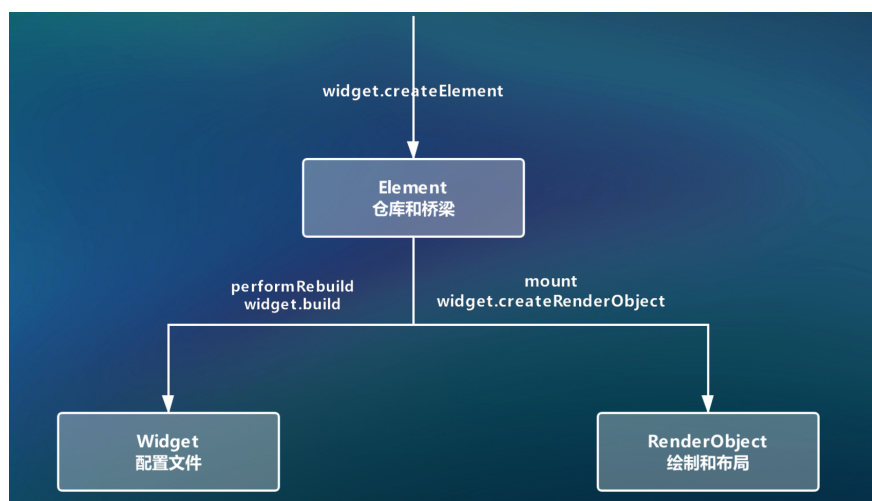 widget.createElement
Element
仓库和桥梁
performRebuild
widget.build
mount
widget.createRenderObject
Widget
配置文件
RenderObject
绘制和布局